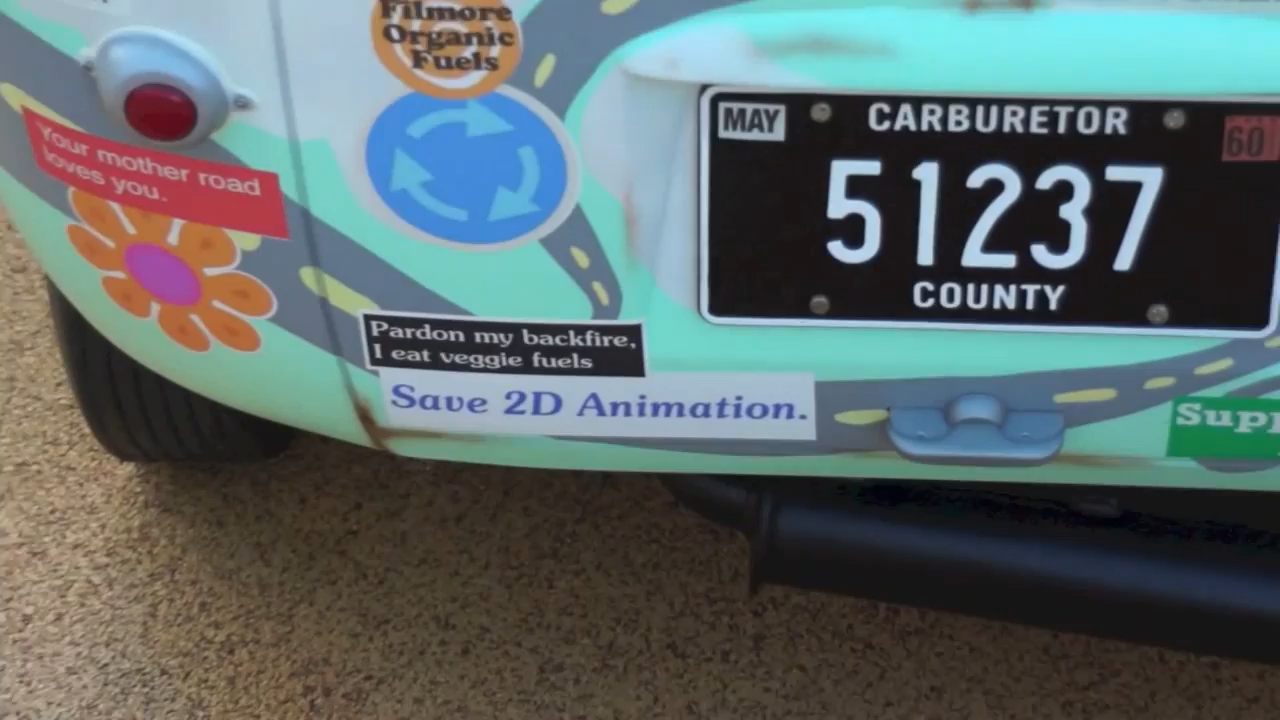 Filmore
Organic
Fuels
MAY
CARBURETOR
60
51237
COUNTY
Your mother road
loves you.
Pardon my backfire,
I eat veggie fuels
Save 2D Animation.